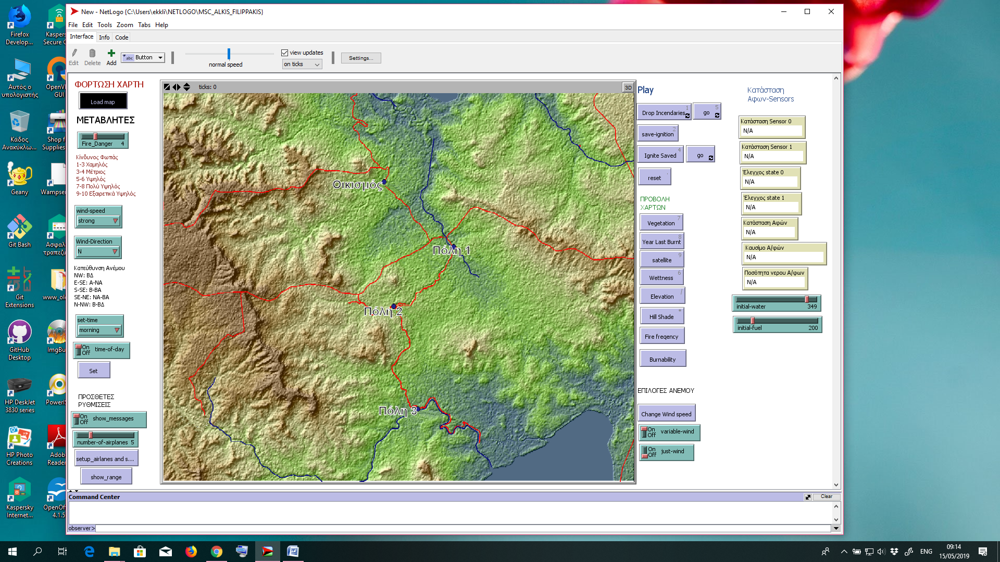 New - NetLogo {C:\Users\ekkli\NETLOGO\MSC_ALKIS_FILIPPAKIS}
File Edit Tools Zoom Tabs Help
Interface Info Code
Edit Delete Add
abc Button
normal speed
view updates
on ticks
Settings...
ΦΟΡΤΩΣΗ ΧΑΡΤΗ
Load map
ΜΕΤΑΒΛΗΤΕΣ
Fire_Danger 4
Κίνδυνος Φωτιάς
1-3 Χαμηλός
3-4 Μέτριος
5-6 Υψηλός
7-8 Πολύ Υψηλός
9-10 Εξαιρετικά Υψηλός
wind-speed
strong
Wind-Direction
N
Κατεύθυνση Ανέμου
NW: ΒΔ
E-SE: Α-ΝΑ
S-SE: Β-ΒΑ
SE-NE: ΝΑ-ΒΑ
N-NW: Β-ΒΔ
set-time
morning
On
Off
time-of-day
Set
ΠΡΟΣΘΕΤΕΣ
ΡΥΘΜΙΣΕΙΣ
On
Off
show_messages
number-of-airplanes 5
setup_airlanes and s...
show_range
ticks: 0
3D
Οικισμός
Πόλη 1
Πόλη 2
Πόλη 3
Play
Drop Incendaries 1
go 5
save-ignition 2
Ignite Saved 4
go
reset
ΠΡΟΒΟΛΗ
ΧΑΡΤΩΝ
Vegetation 7
Year Last Burnt 8
satellite 9
Wettness 6
Elevation /
Hill Shade *
Fire freqency
Burnability
ΕΠΙΛΟΓΕΣ ΑΝΕΜΟΥ
Change Wind speed
On
Off
variable-wind
On
Off
just-wind
Κατάσταση
Αφων-Sensors
Κατάσταση Sensor 0
N/A
Κατάσταση Sensor 1
N/A
Έλεγχος state 0
N/A
Έλεγχος state 1
N/A
Κατάσταση Αφών
N/A
Καυσίμο Α/φών
N/A
Ποσότητα νερου Α/φων
N/A
initial-water 349
initial-fuel 200
Command Center
Clear
observer>
Firefox
Develop...
Αυτός ο
υπολογιστής
Κάδος
Ανακύκλω...
Geany
Git Bash
Git
Extensions
GitHub
Desktop
HP DeskJet
3830 series
HP Photo
Creations
Kaspersky
Internet...
Kaspers
Secure C
OpenV
GUI
Shop f
Supplies
Wampse
Ασφαλ
τραπεζι
www_ol
ImgBu
PowerI
Adob
Reader
OpenOf
4.1.5
ENG
09:14
15/05/2019